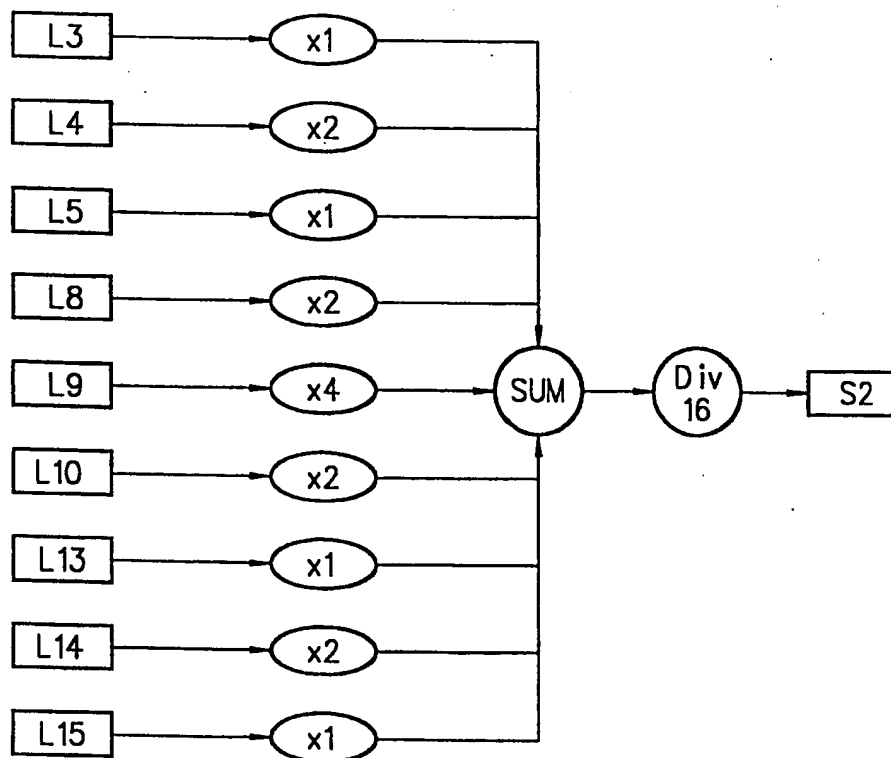 L3 x1
L4 x2
L5 x1
L8 x2
L9 x4 SUM Div 16 S2
L10 x2
L13 x1
L14 x2
L15 x1